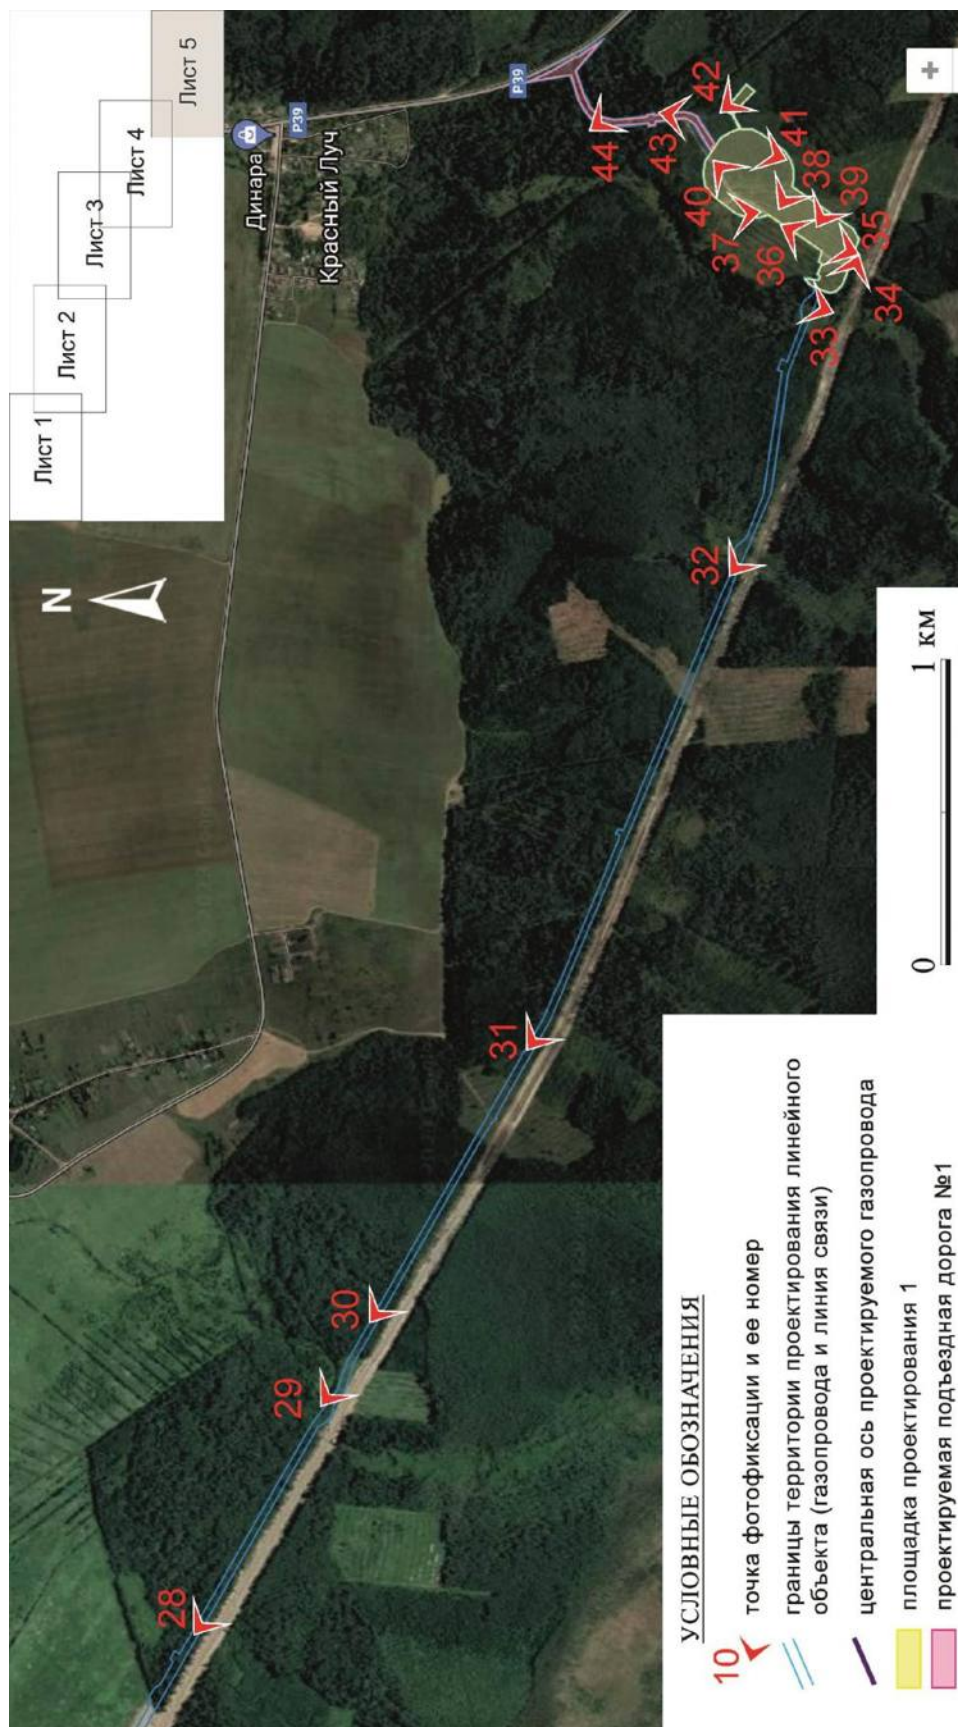 Лист 1
Лист 2
Лист 3
Лист 4
Лист 5
N
Динара
P39
P39
Красный Луч
28
29
30
31
32
33
34
35
36
37
38
39
40
41
42
43
44
УСЛОВНЫЕ ОБОЗНАЧЕНИЯ
10 точка фотофиксации и ее номер
границы территории проектирования линейного
объекта (газопровода и линия связи)
центральная ось проектируемого газопровода
площадка проектирования 1
проектируемая подъездная дорога №1
0 1 км